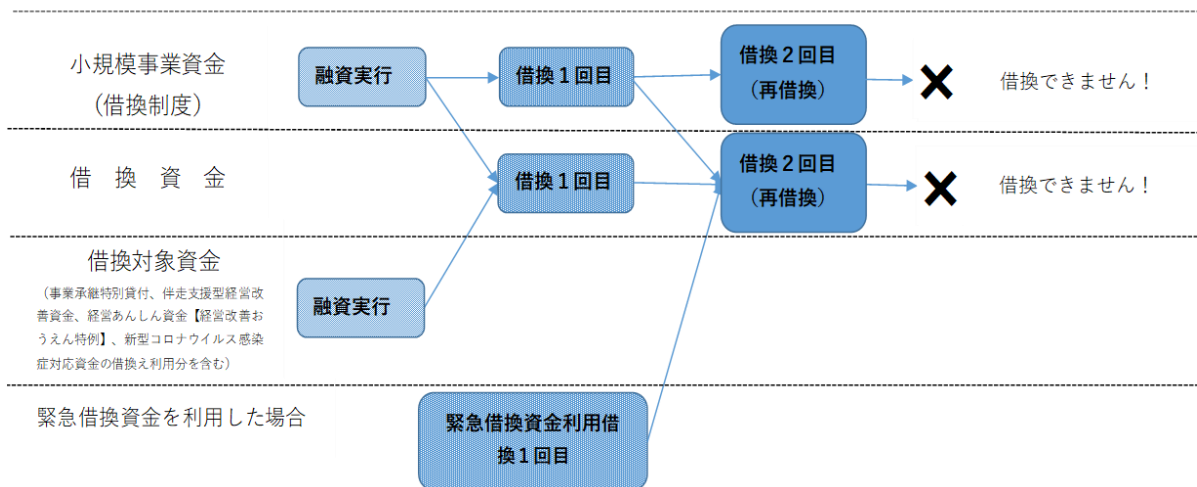 小規模事業資金
（借換制度）
融資実行
借換１回目
借換２回目
（再借換）
借換できません！
借　換　資　金
借換１回目
借換２回目
（再借換）
借換できません！
借換対象資金
（事業承継特別貸付、伴走支援型経営改
善資金、経営あんしん資金【経営改善お
うえん特例】、新型コロナウイルス感染
症対応資金の借換え利用分を含む）
融資実行
緊急借換資金を利用した場合
緊急借換資金利用借
換１回目